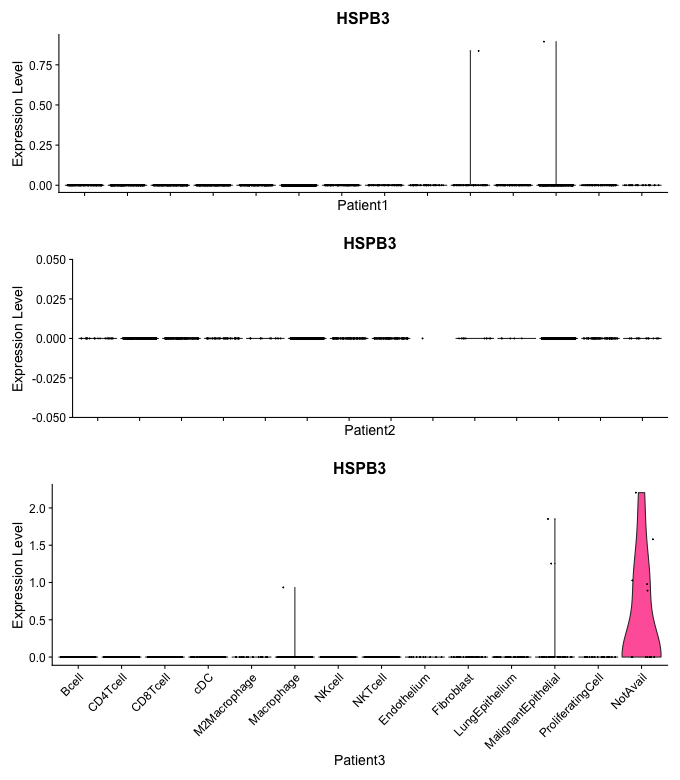 HSPB3
Expression Level
0.75
0.50
0.25
0.00
Patient1
HSPB3
Expression Level
0.050
0.025
0.000
-0.025
-0.050
Patient2
HSPB3
Expression Level
2.0
1.5
1.0
0.5
0.0
Bcell
CD4Tcell
CD8Tcell
cDC
M2Macrophage
Macrophage
NKcell
NKTcell
Endothelium
Fibroblast
LungEpithelium
MalignantEpithelial
ProliferatingCell
NotAvail
Patient3